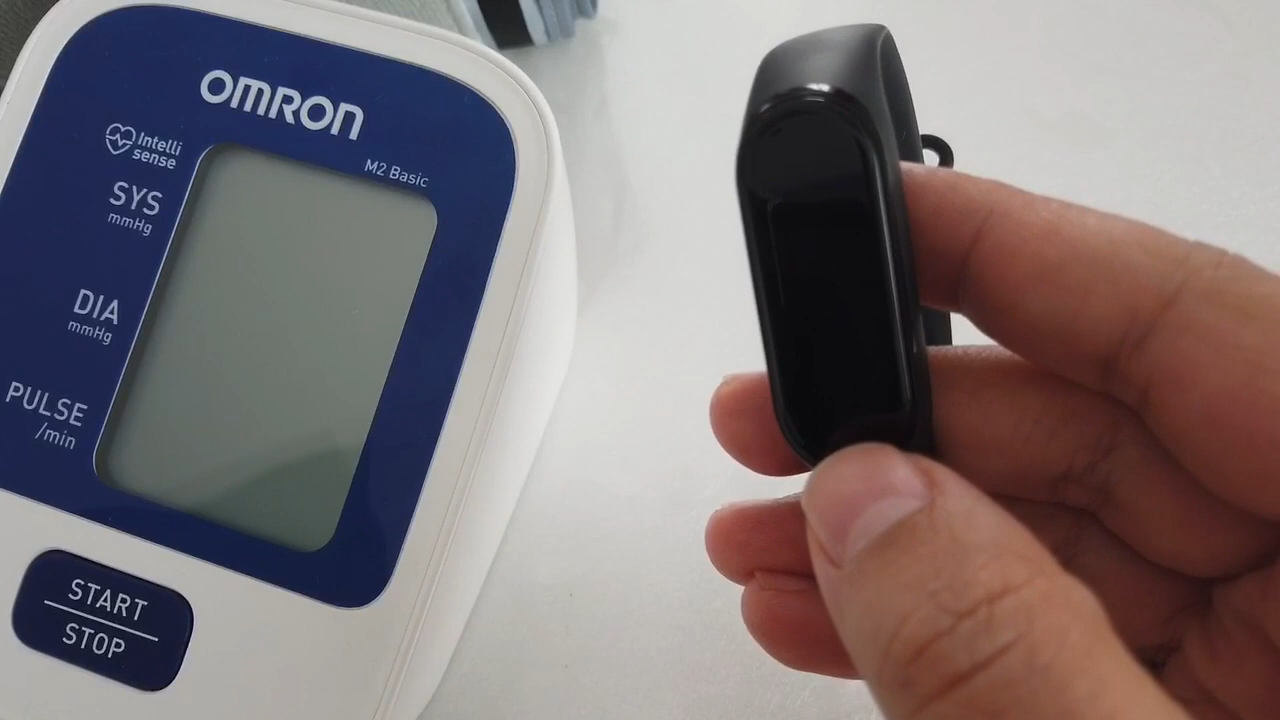 OMRON
M2 Basic
Intelli
sense
SYS
mmHg
DIA
mmHg
PULSE
/min
START
STOP